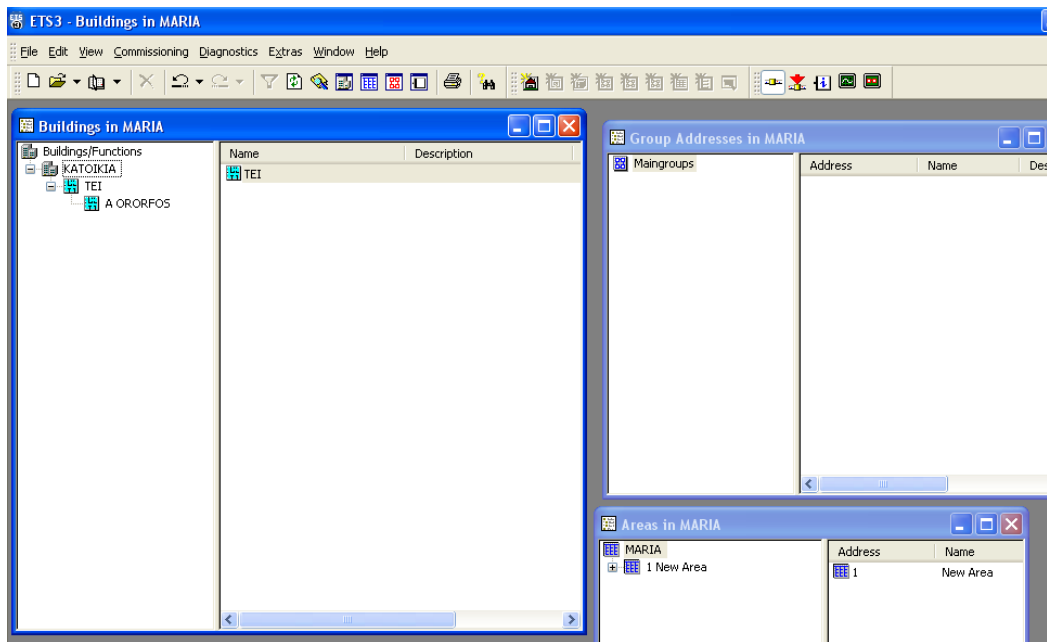 ETS3 - Buildings in MARIA
File Edit View Commissioning Diagnostics Extras Window Help
Buildings in MARIA
Buildings/Functions
KATOIKIA
TEI
A ORORFOS
Name Description
TEI
Group Addresses in MARIA
Maingroups
Address Name Des
Areas in MARIA
MARIA
1 New Area
Address Name
1 New Area